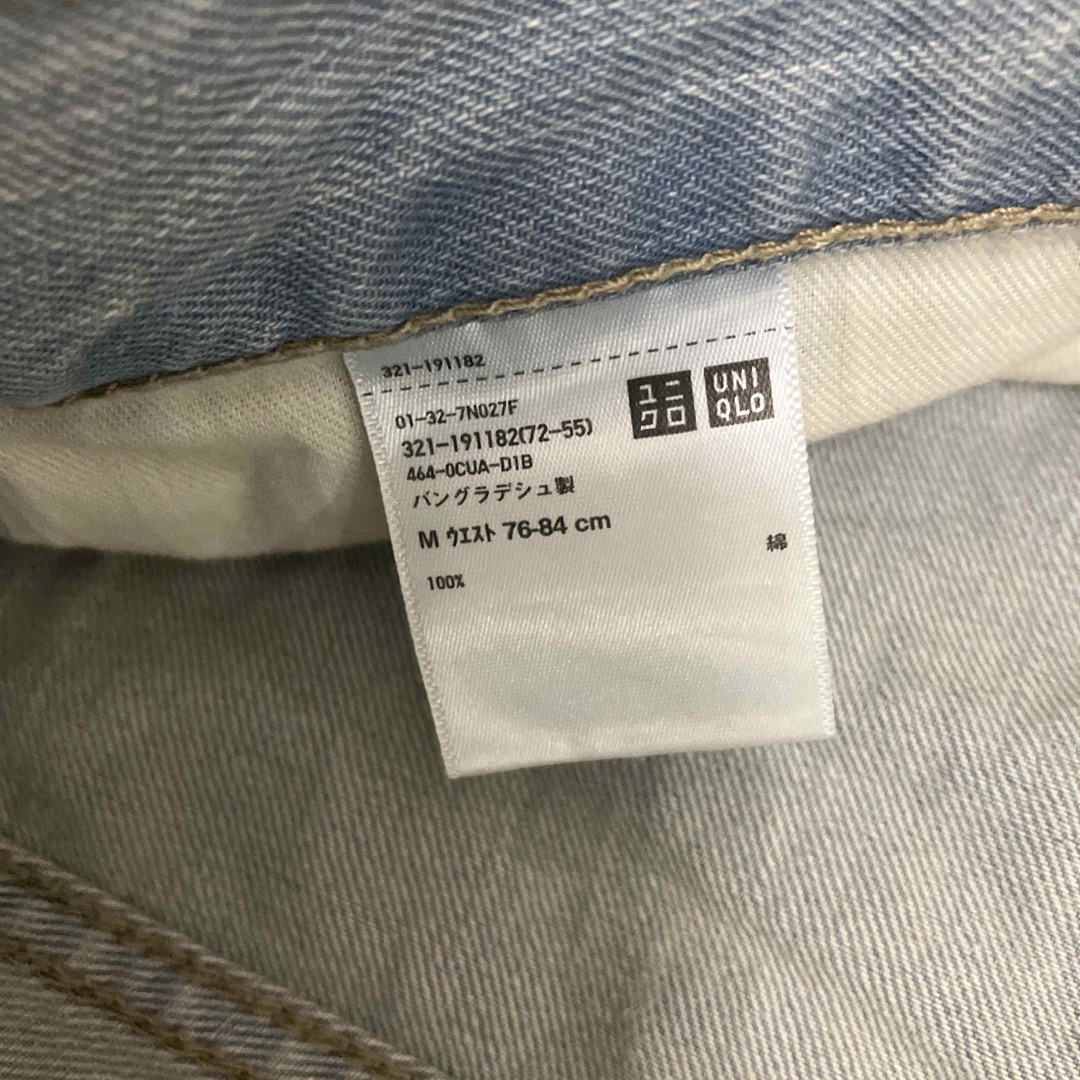 321-191182
01-32-7N027F
321-191182(72-55)
464-0CUA-D1B
バングラデシュ製
M ウエスト 76-84 cm
綿
100%
ユニ
クロ
UNI
QLO